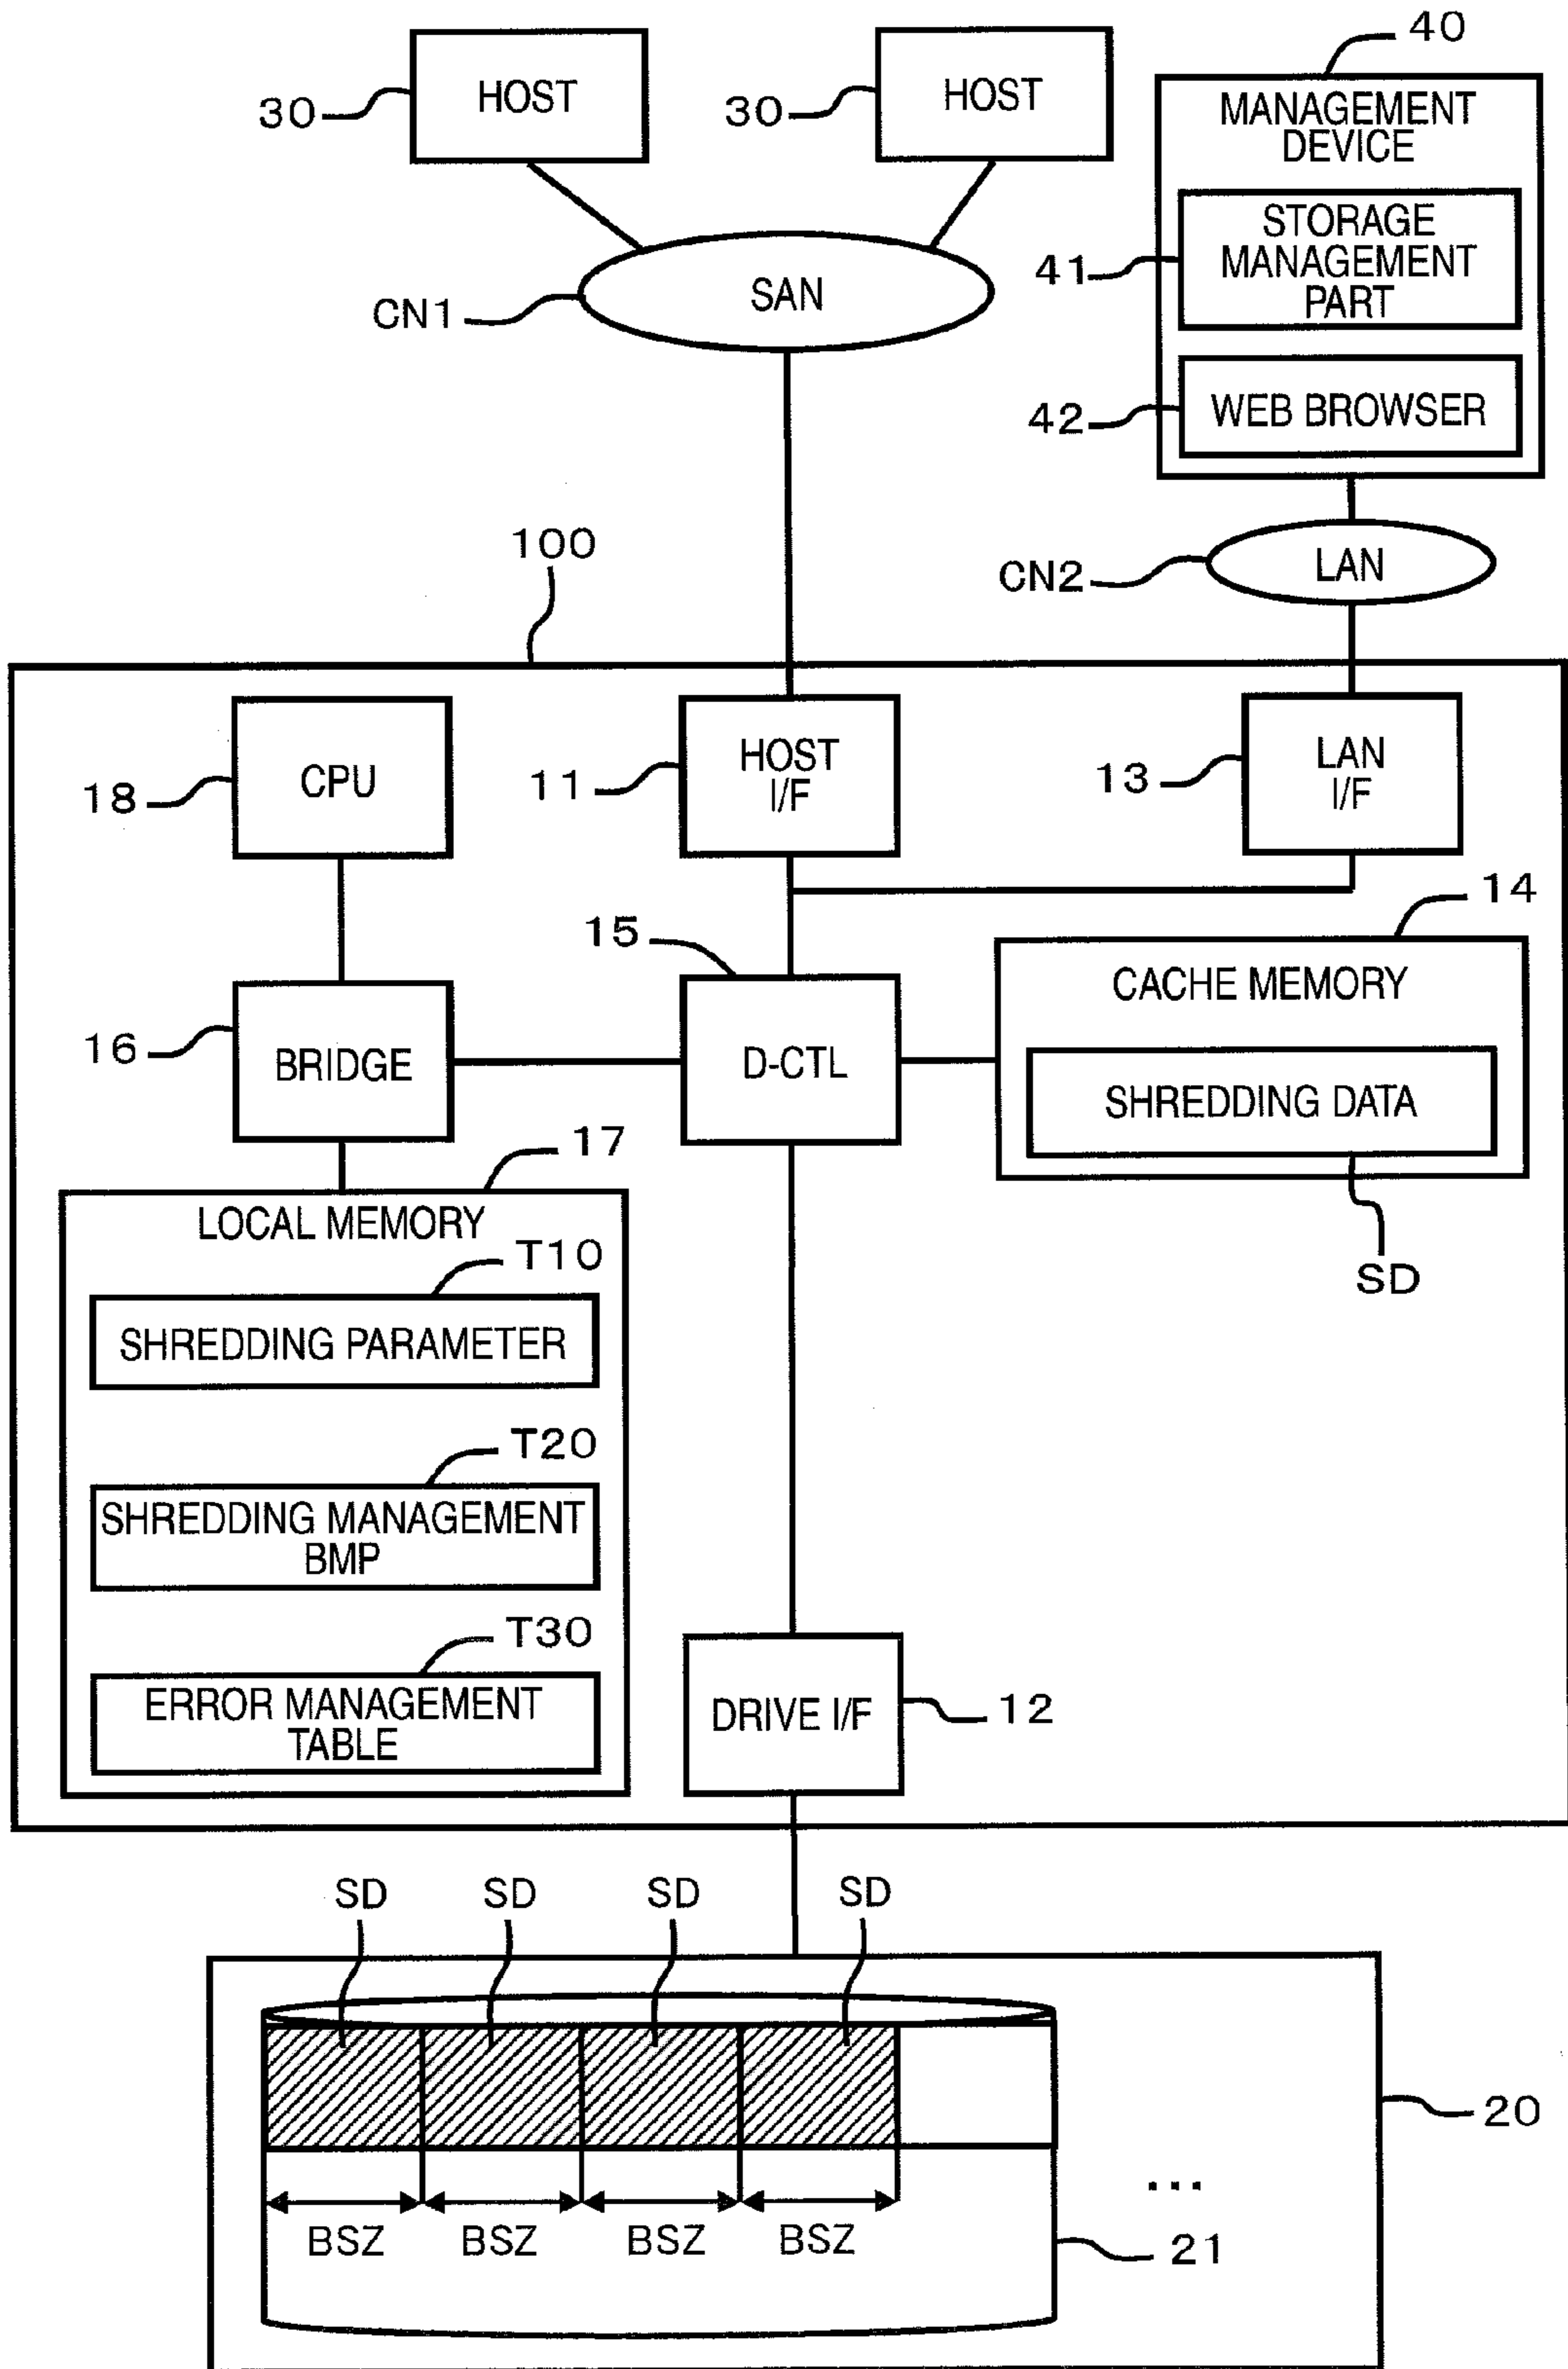 40
HOST
HOST
30
30
MANAGEMENT
DEVICE
STORAGE
MANAGEMENT
PART
41
SAN
CN1
WEB BROWSER
42
100
LAN
CN2
CPU
18
HOST
I/F
11
LAN
I/F
13
14
15
CACHE MEMORY
16
BRIDGE
D-CTL
SHREDDING DATA
17
LOCAL MEMORY
SD
T10
SHREDDING PARAMETER
T20
SHREDDING MANAGEMENT
BMP
T30
ERROR MANAGEMENT
TABLE
DRIVE I/F
12
SD SD SD SD
20
...
BSZ BSZ BSZ BSZ
21